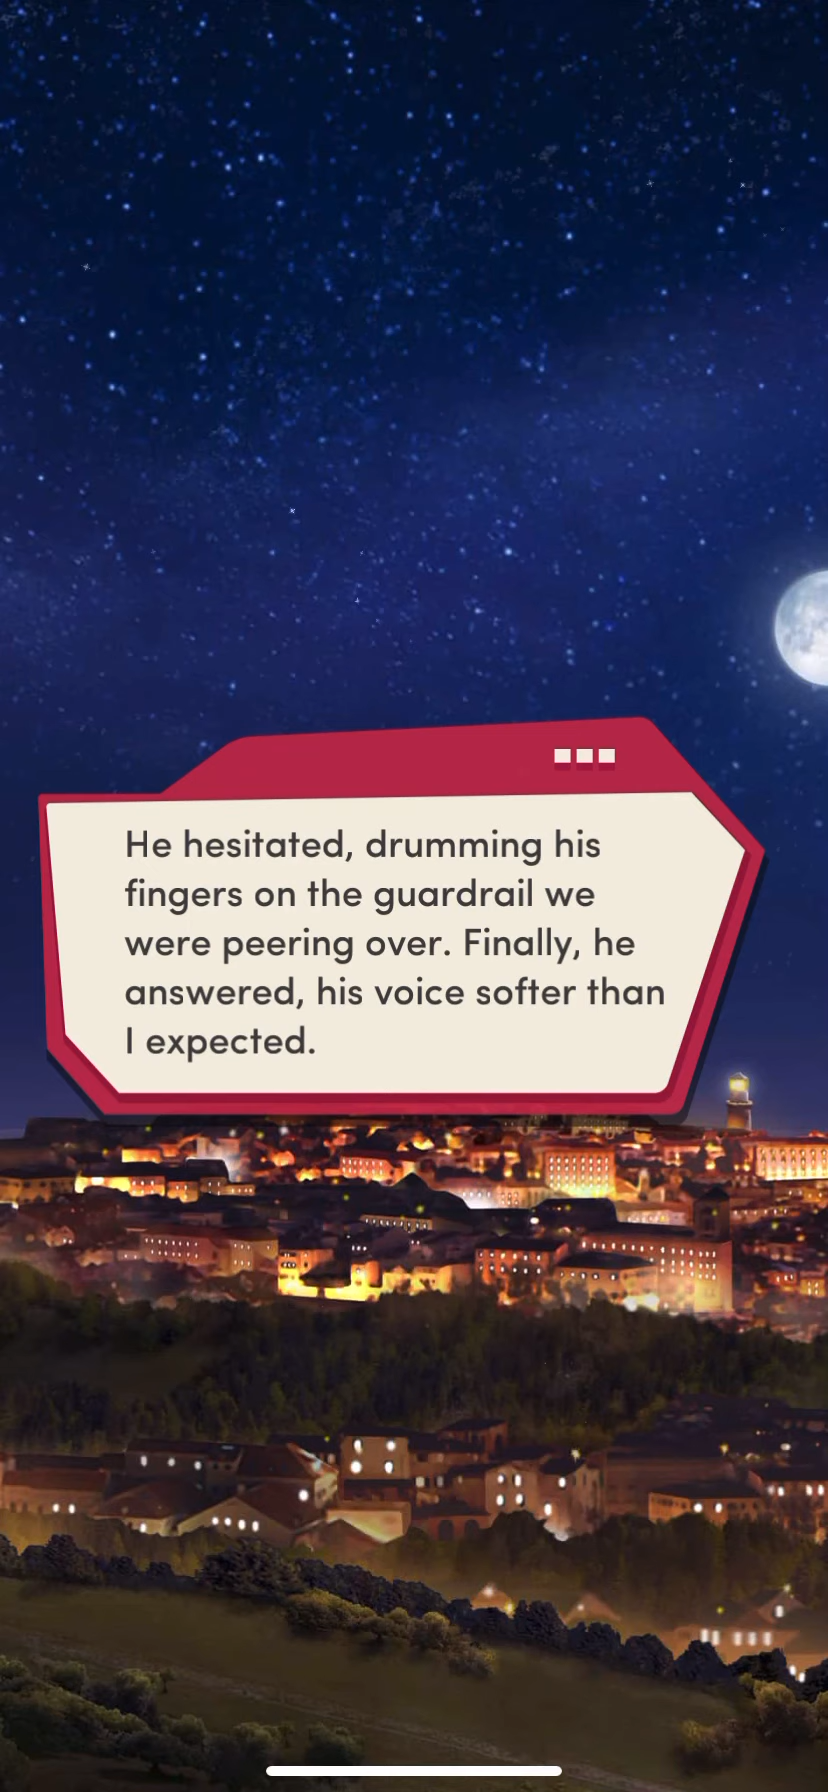 He hesitated, drumming his
fingers on the guardrail we
were peering over. Finally, he
answered, his voice softer than
I expected.